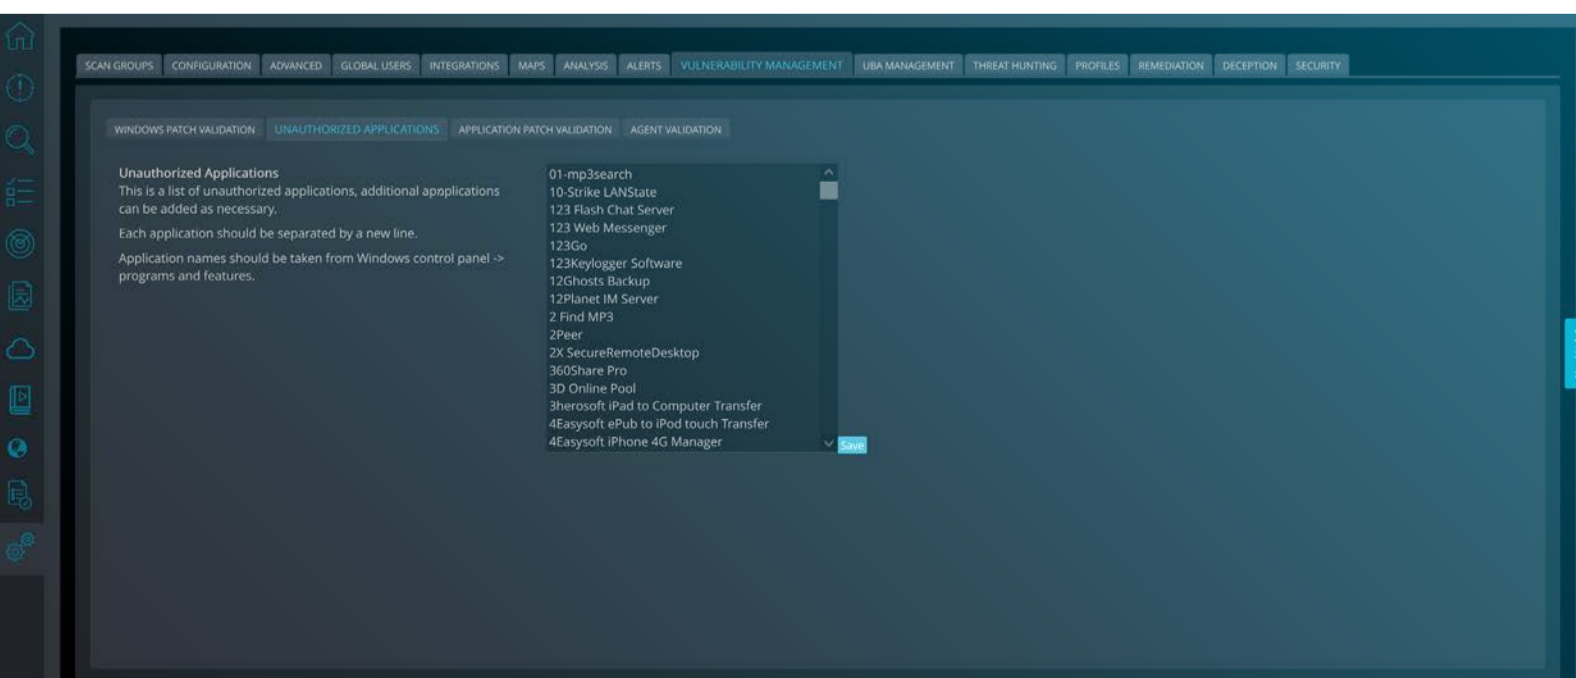 SCAN GROUPS CONFIGURATION ADVANCED GLOBAL USERS INTEGRATIONS MAPS ANALYSIS ALERTS VULNERABILITY MANAGEMENT UBA MANAGEMENT THREAT HUNTING PROFILES REMEDIATION DECEPTION SECURITY
WINDOWS PATCH VALIDATION UNAUTHORIZED APPLICATIONS APPLICATION PATCH VALIDATION AGENT VALIDATION
Unauthorized Applications
This is a list of unauthorized applications, additional appplications
can be added as necessary.
Each application should be separated by a new line.
Application names should be taken from Windows control panel ->
programs and features.
01-mp3search
10-Strike LANState
123 Flash Chat Server
123 Web Messenger
123Go
123Keylogger Software
12Ghosts Backup
12Planet IM Server
2 Find MP3
2Peer
2X SecureRemoteDesktop
360Share Pro
3D Online Pool
3herosoft iPad to Computer Transfer
4Easysoft ePub to iPod touch Transfer
4Easysoft iPhone 4G Manager
Save